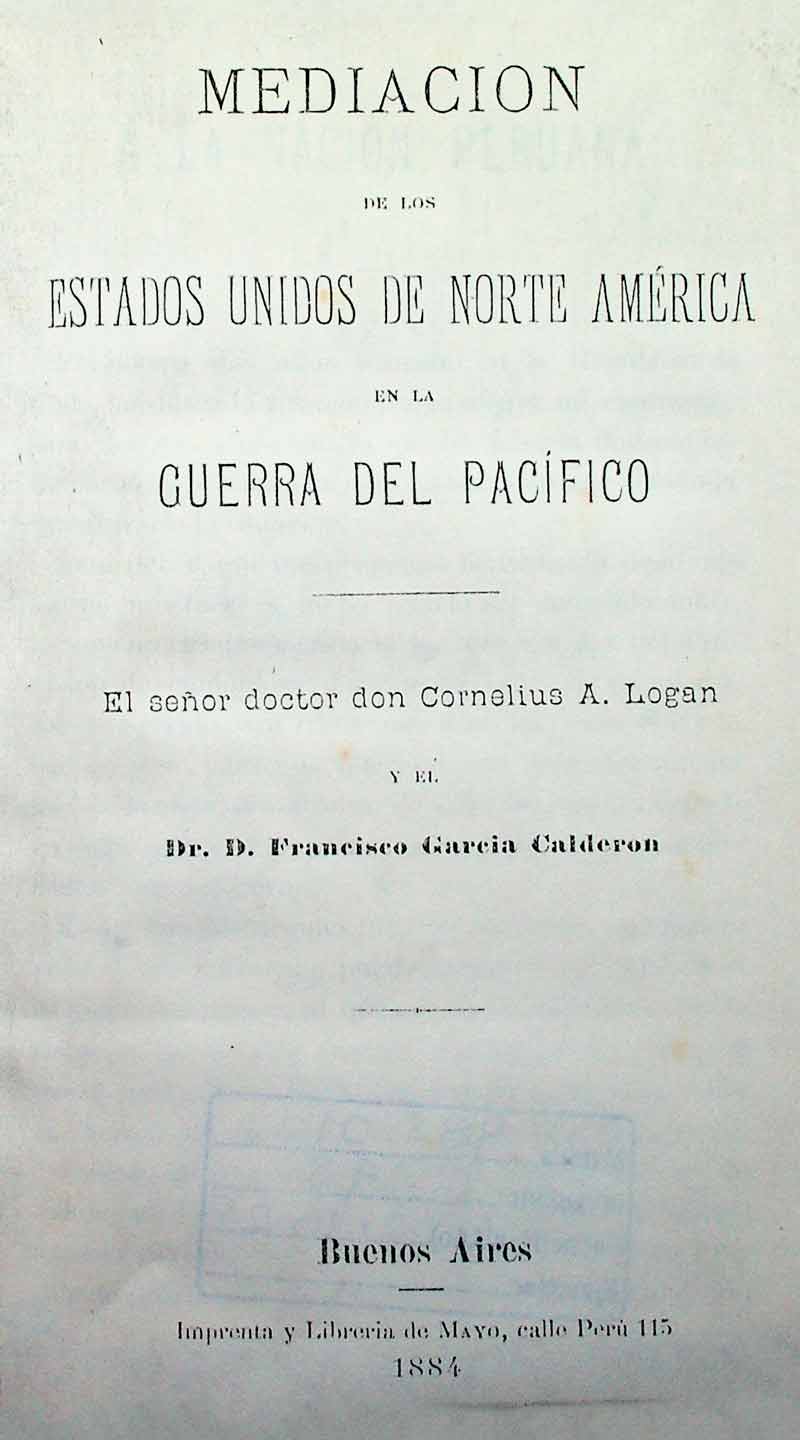 MEDIACION
DE LOS
ESTADOS UNIDOS DE NORTE AMÉRICA
EN LA
GUERRA DEL PACÍFICO
El señor doctor don Cornelius A. Logan
Y EL
Dr. D. Francisco Garcia Calderon
Buenos Aires
Imprenta y Libreria de MAYO, calle Perú 115
1884